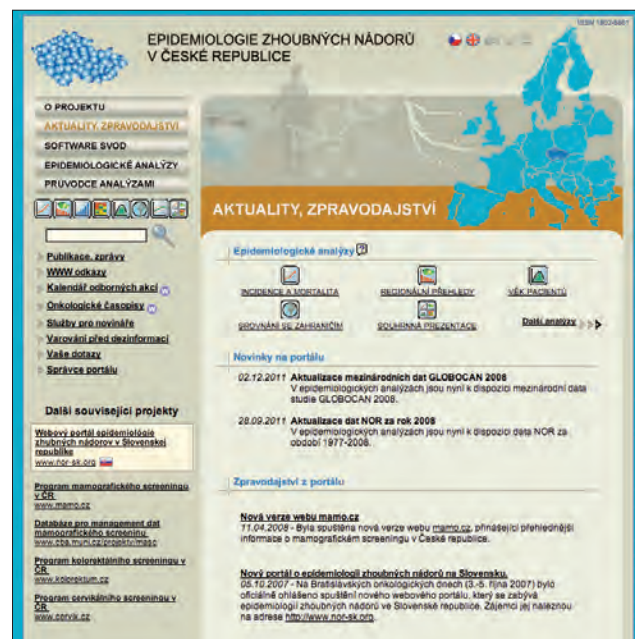 ISSN 1802-8861
EPIDEMIOLOGIE ZHOUBNÝCH NÁDORŮ
V ČESKÉ REPUBLICE
O PROJEKTU
AKTUALITY, ZPRAVODAJSTVÍ
SOFTWARE SVOD
EPIDEMIOLOGICKÉ ANALÝZY
PRŮVODCE ANALÝZAMI
Publikace, zprávy
WWW odkazy
Kalendář odborných akcí
Onkologické časopisy
Služby pro novináře
Varování před dezinformací
Vaše dotazy
Správce portálu
Další související projekty
Webový portál epidemiológie
zhubných nádorov v Slovenskej
republike
www.nor-sk.org
Program mamografického screeningu
v ČR
www.mamo.cz
Databáze pro management dat
mamografického screeningu
www.cba.muni.cz/projekty/masc
Program kolorektálního screeningu v
ČR
www.kolorektum.cz
Program cervikálního screeningu v
ČR
www.cervix.cz
AKTUALITY, ZPRAVODAJSTVÍ
Epidemiologické analýzy ?
INCIDENCE A MORTALITA
REGIONÁLNÍ PŘEHLEDY
VĚK PACIENTŮ
SROVNÁNÍ SE ZAHRANIČÍM
SOUHRNNÁ PREZENTACE
Další analýzy
Novinky na portálu
02.12.2011 Aktualizace mezinárodních dat GLOBOCAN 2008
V epidemiologických analýzách jsou nyní k dispozici mezinárodní data
studie GLOBOCAN 2008.
28.09.2011 Aktualizace dat NOR za rok 2008
V epidemiologických analýzách jsou nyní k dispozici data NOR za
období 1977-2008.
Zpravodajství z portálu
Nová verze webu mamo.cz
11.04.2008 - Byla spuštěna nová verze webu mamo.cz, přinášející přehlednější
informace o mamografickém screeningu v České republice.
Nový portál o epidemiologii zhoubných nádorů na Slovensku.
05.10.2007 - Na Bratislavských onkologických dnech (3.-5. října 2007) bylo
oficiálně ohlášeno spuštění nového webového portálu, který se zabývá
epidemiologií zhoubných nádorů ve Slovenské republice. Zájemci jej naleznou
na adrese http://www.nor-sk.org.